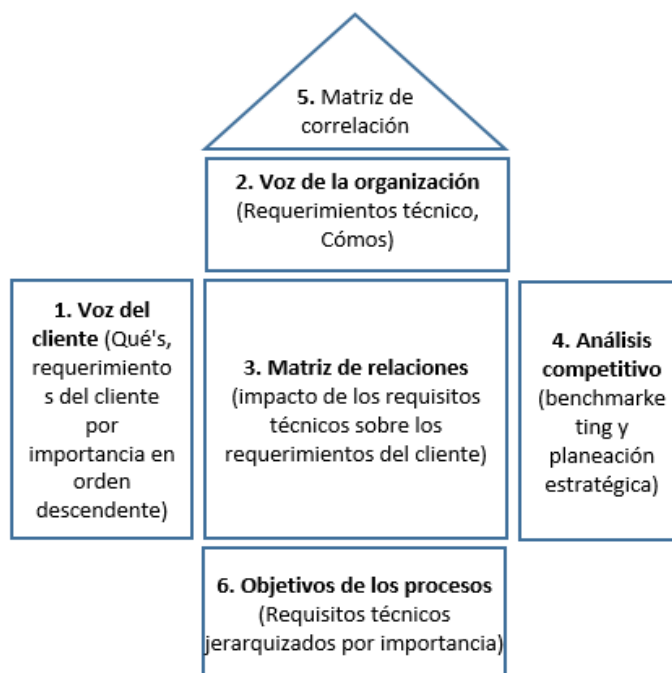 5. Matriz de
correlación
2. Voz de la organización
(Requerimientos técnico,
Cómos)
1. Voz del
cliente (Qué's,
requerimiento
s del cliente
por
importancia en
orden
descendente)
3. Matriz de relaciones
(impacto de los requisitos
técnicos sobre los
requerimientos del cliente)
4. Análisis
competitivo
(benchmarke
ting y
planeación
estratégica)
6. Objetivos de los procesos
(Requisitos técnicos
jerarquizados por importancia)